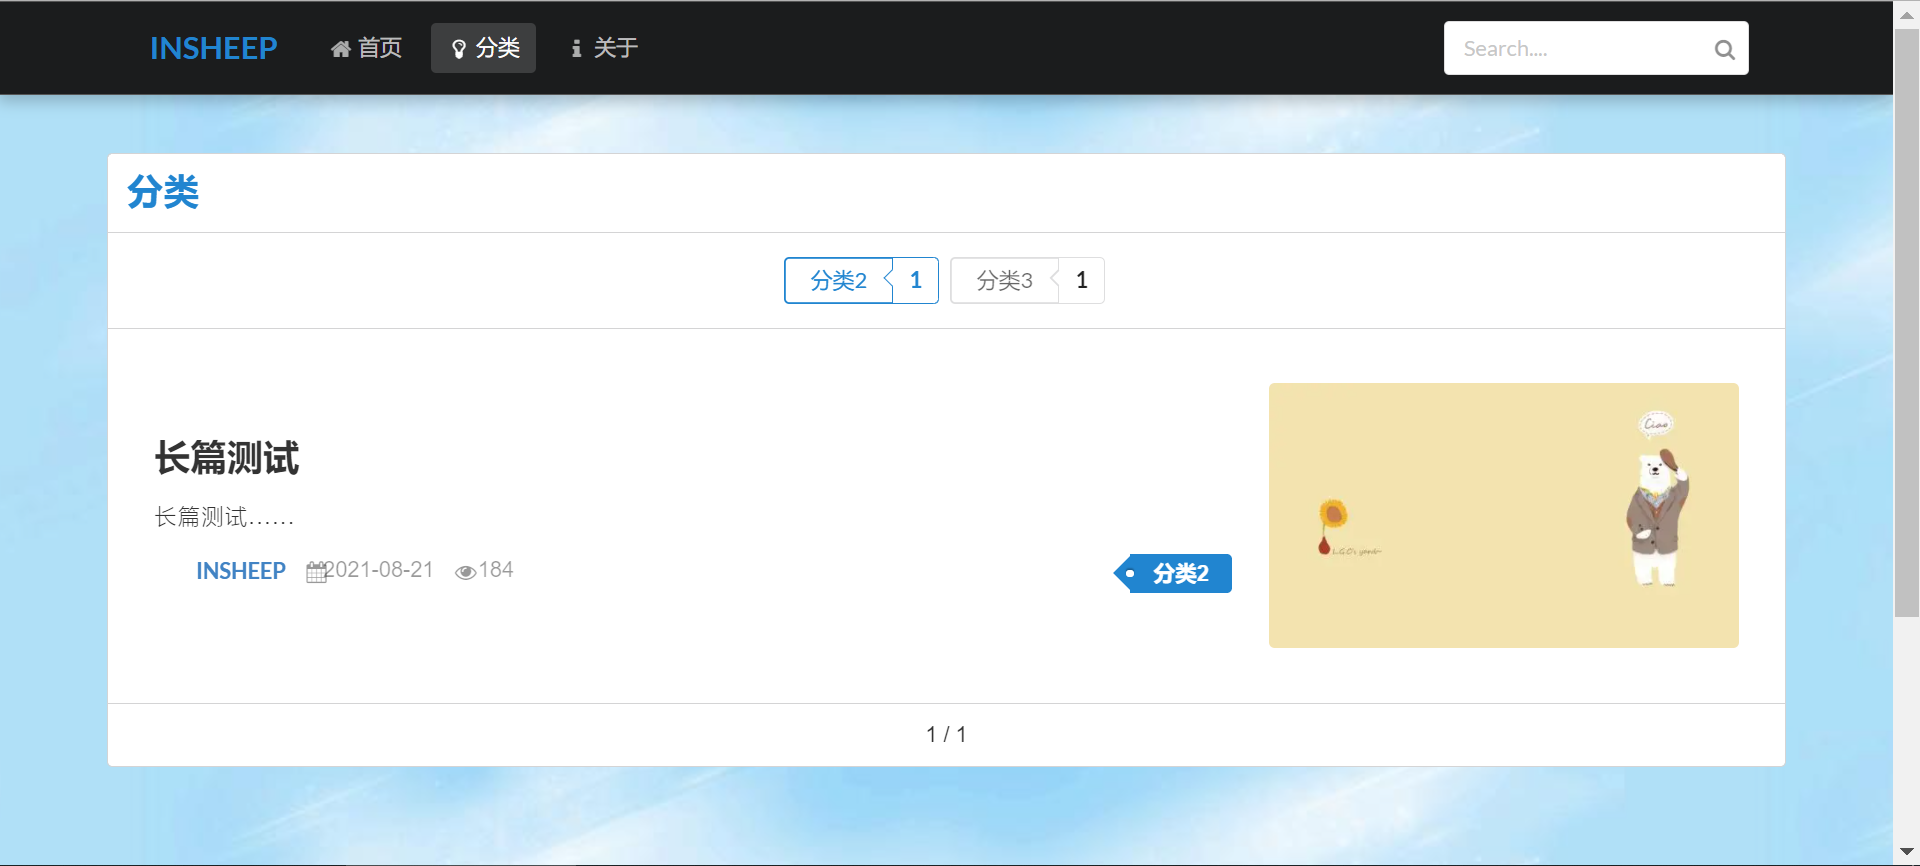 INSHEEP 首页 分类 关于 Search....
分类
分类2 1 分类3 1
长篇测试
长篇测试……
INSHEEP 2021-08-21 184 分类2
Ciao
1 / 1